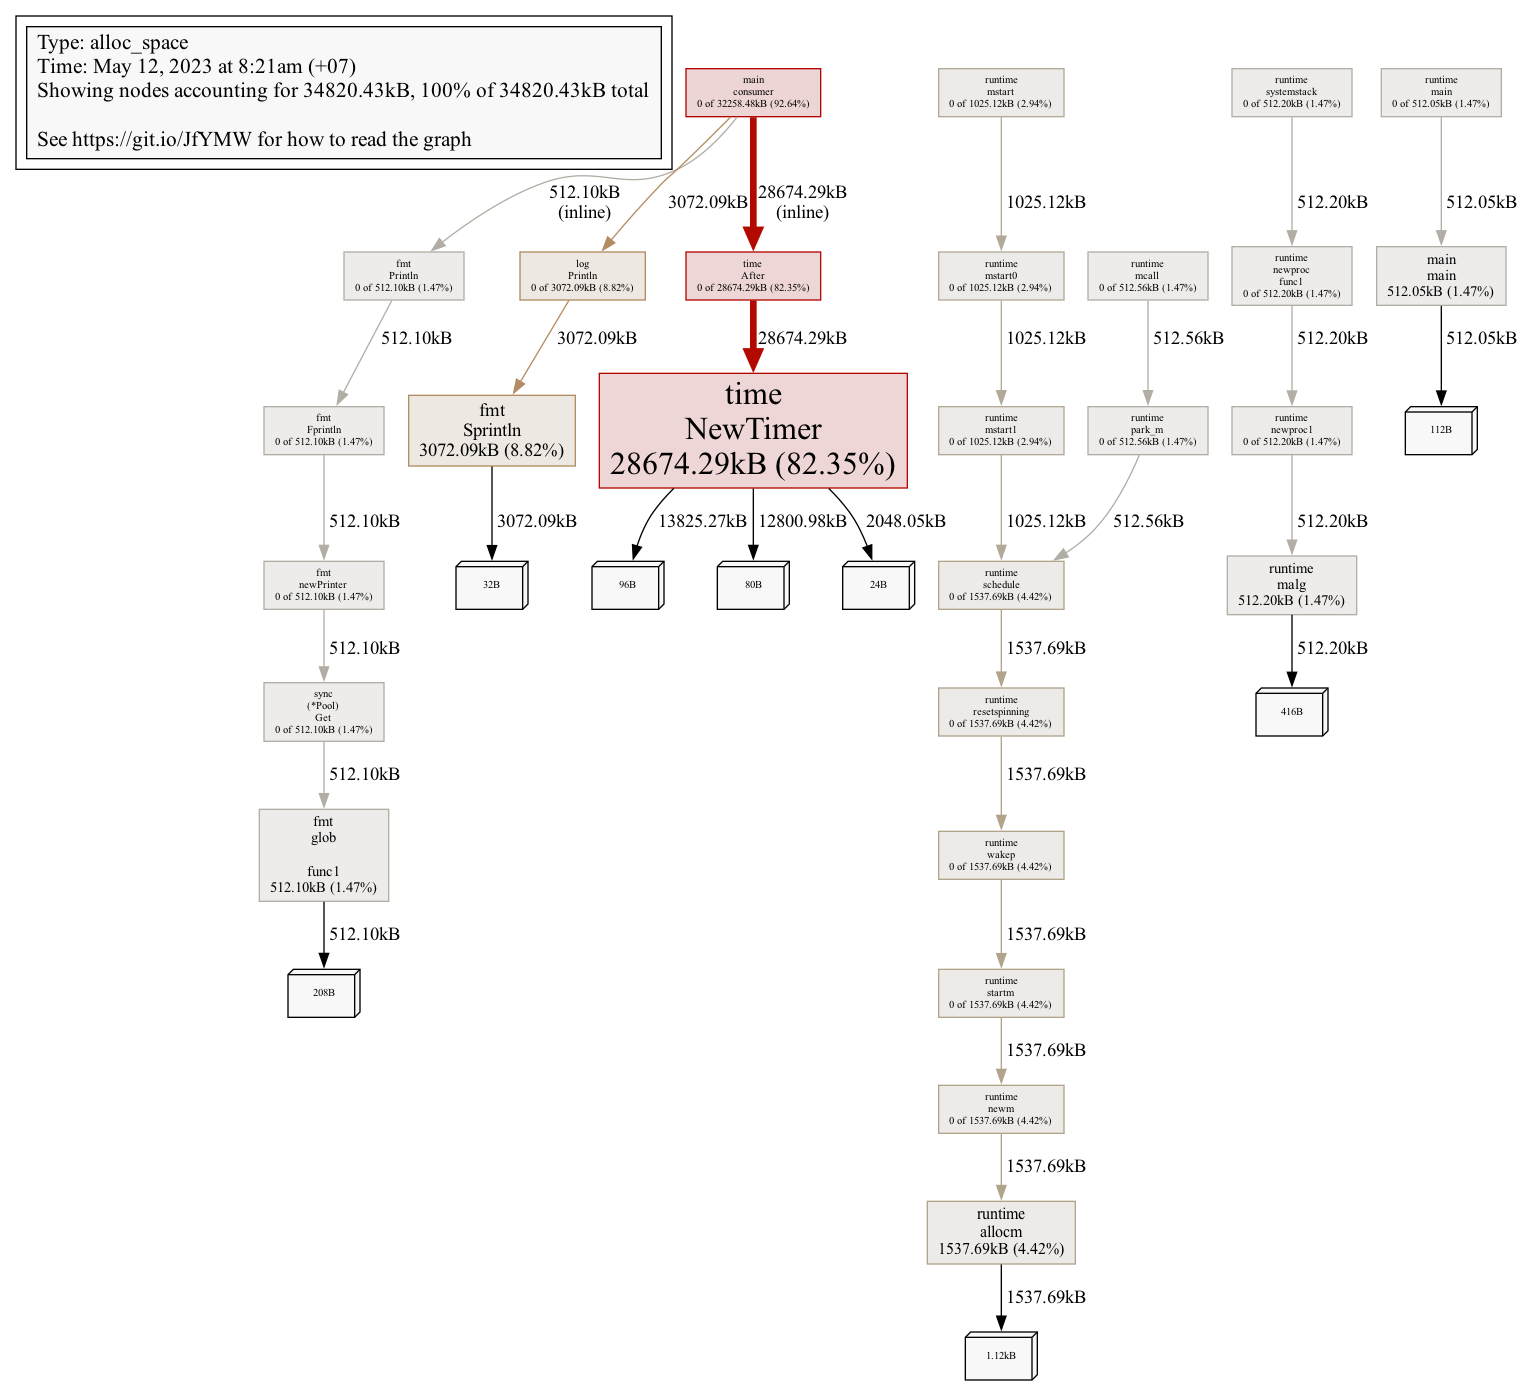 Type: alloc_space
Time: May 12, 2023 at 8:21am (+07)
Showing nodes accounting for 34820.43kB, 100% of 34820.43kB total
See https://git.io/JfYMW for how to read the graph
main
consumer
0 of 32258.48kB (92.64%)
runtime
mstart
0 of 1025.12kB (2.94%)
runtime
systemstack
0 of 512.20kB (1.47%)
runtime
main
0 of 512.05kB (1.47%)
512.10kB
(inline)
3072.09kB
28674.29kB
(inline)
1025.12kB
512.20kB
512.05kB
fmt
Println
0 of 512.10kB (1.47%)
log
Println
0 of 3072.09kB (8.82%)
time
After
0 of 28674.29kB (82.35%)
runtime
mstart0
0 of 1025.12kB (2.94%)
runtime
mcall
0 of 512.56kB (1.47%)
runtime
newproc
func1
0 of 512.20kB (1.47%)
main
main
512.05kB (1.47%)
512.10kB
3072.09kB
28674.29kB
1025.12kB
512.56kB
512.20kB
512.05kB
fmt
Fprintln
0 of 512.10kB (1.47%)
fmt
Sprintln
3072.09kB (8.82%)
time
NewTimer
28674.29kB (82.35%)
runtime
mstart1
0 of 1025.12kB (2.94%)
runtime
park_m
0 of 512.56kB (1.47%)
runtime
newproc1
0 of 512.20kB (1.47%)
112B
512.10kB
3072.09kB
13825.27kB
12800.98kB
2048.05kB
1025.12kB
512.56kB
512.20kB
fmt
newPrinter
0 of 512.10kB (1.47%)
32B
96B
80B
24B
runtime
schedule
0 of 1537.69kB (4.42%)
runtime
malg
512.20kB (1.47%)
512.10kB
1537.69kB
512.20kB
sync
(*Pool)
Get
0 of 512.10kB (1.47%)
runtime
resetspinning
0 of 1537.69kB (4.42%)
416B
512.10kB
1537.69kB
fmt
glob
func1
512.10kB (1.47%)
runtime
wakep
0 of 1537.69kB (4.42%)
512.10kB
1537.69kB
208B
runtime
startm
0 of 1537.69kB (4.42%)
1537.69kB
runtime
newm
0 of 1537.69kB (4.42%)
1537.69kB
runtime
allocm
1537.69kB (4.42%)
1537.69kB
1.12kB